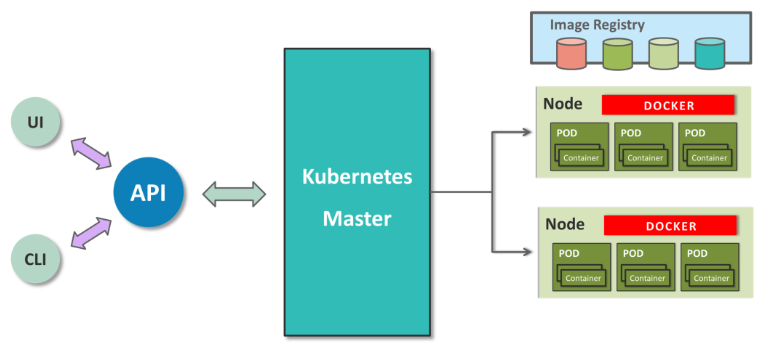 Image Registry
UI
CLI
API
Kubernetes
Master
Node
DOCKER
POD
POD
POD
Container
Container
Container
Node
DOCKER
POD
POD
POD
Container
Container
Container